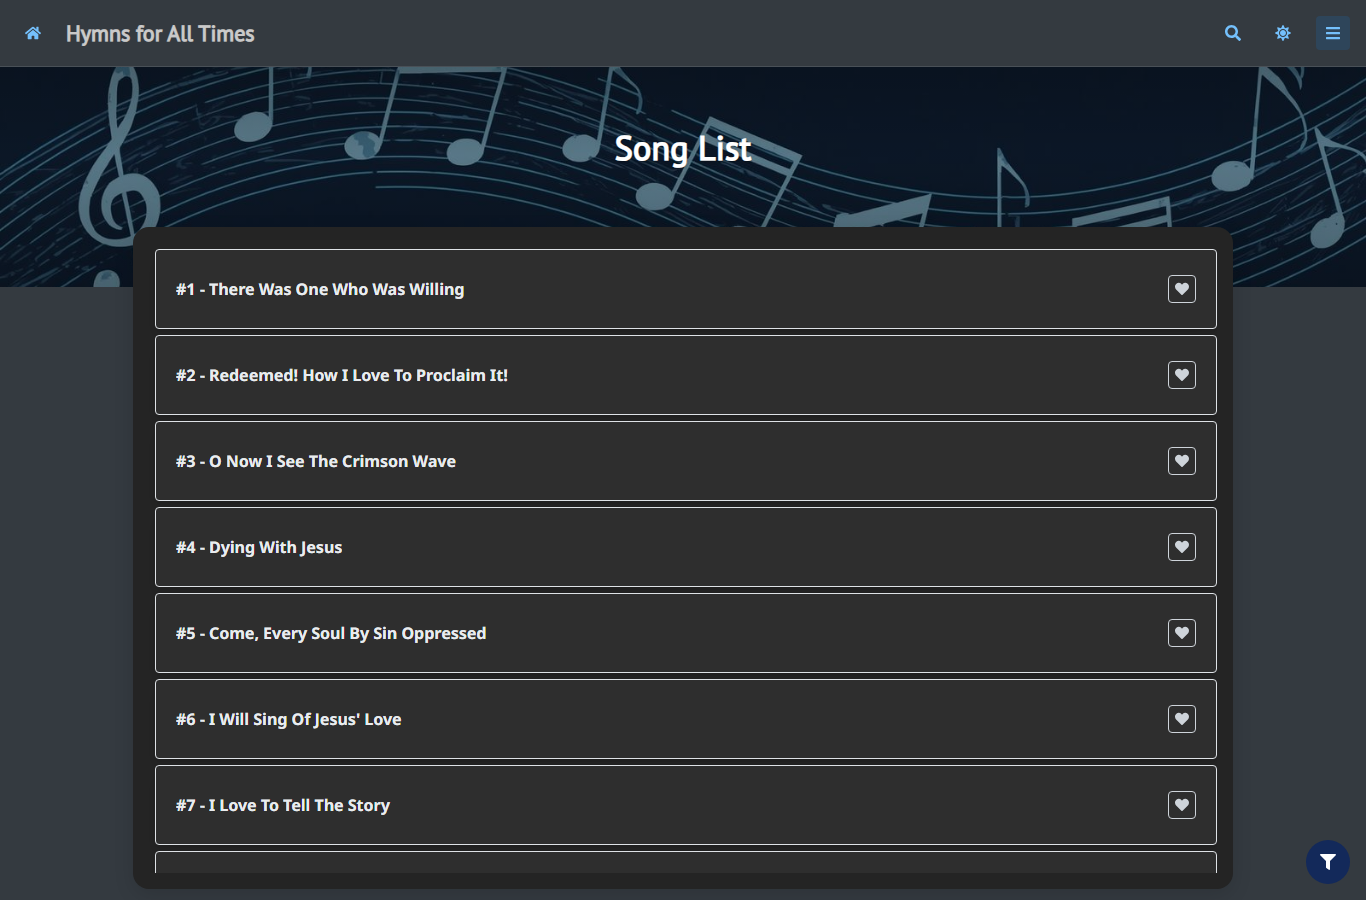 Hymns for All Times
Song List
#1 - There Was One Who Was Willing
#2 - Redeemed! How I Love To Proclaim It!
#3 - O Now I See The Crimson Wave
#4 - Dying With Jesus
#5 - Come, Every Soul By Sin Oppressed
#6 - I Will Sing Of Jesus' Love
#7 - I Love To Tell The Story